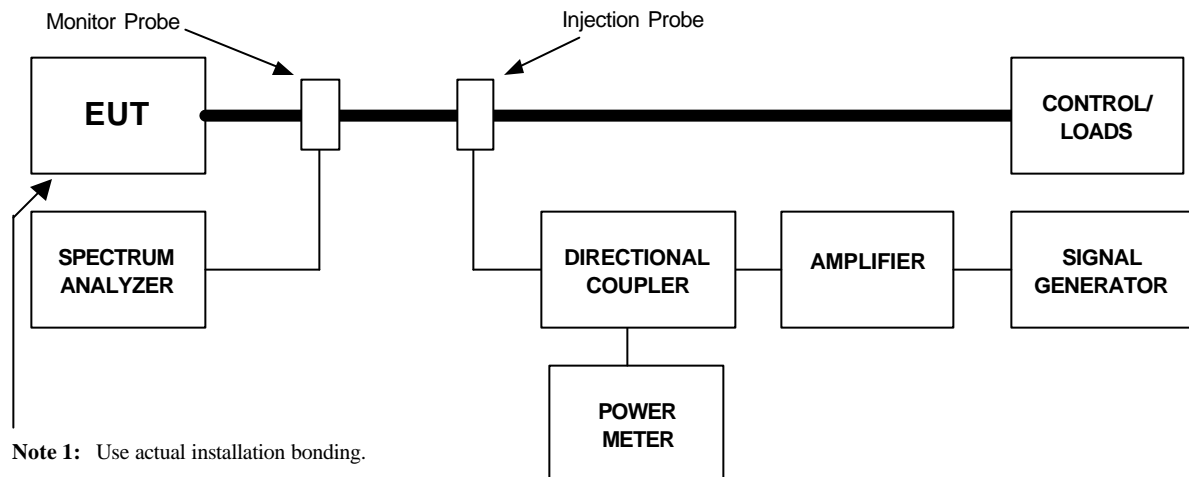 Monitor Probe
Injection Probe
EUT
CONTROL/
LOADS
SPECTRUM
ANALYZER
DIRECTIONAL
COUPLER
AMPLIFIER
SIGNAL
GENERATOR
POWER
METER
Note 1: Use actual installation bonding.